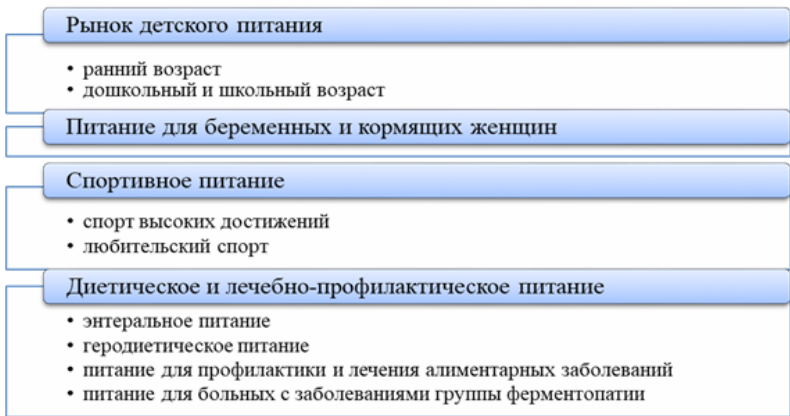 Рынок детского питания
• ранний возраст
• дошкольный и школьный возраст
Питание для беременных и кормящих женщин
Спортивное питание
• спорт высоких достижений
• любительский спорт
Диетическое и лечебно-профилактическое питание
• энтеральное питание
• геродиетическое питание
• питание для профилактики и лечения алиментарных заболеваний
• питание для больных с заболеваниями группы ферментопатии